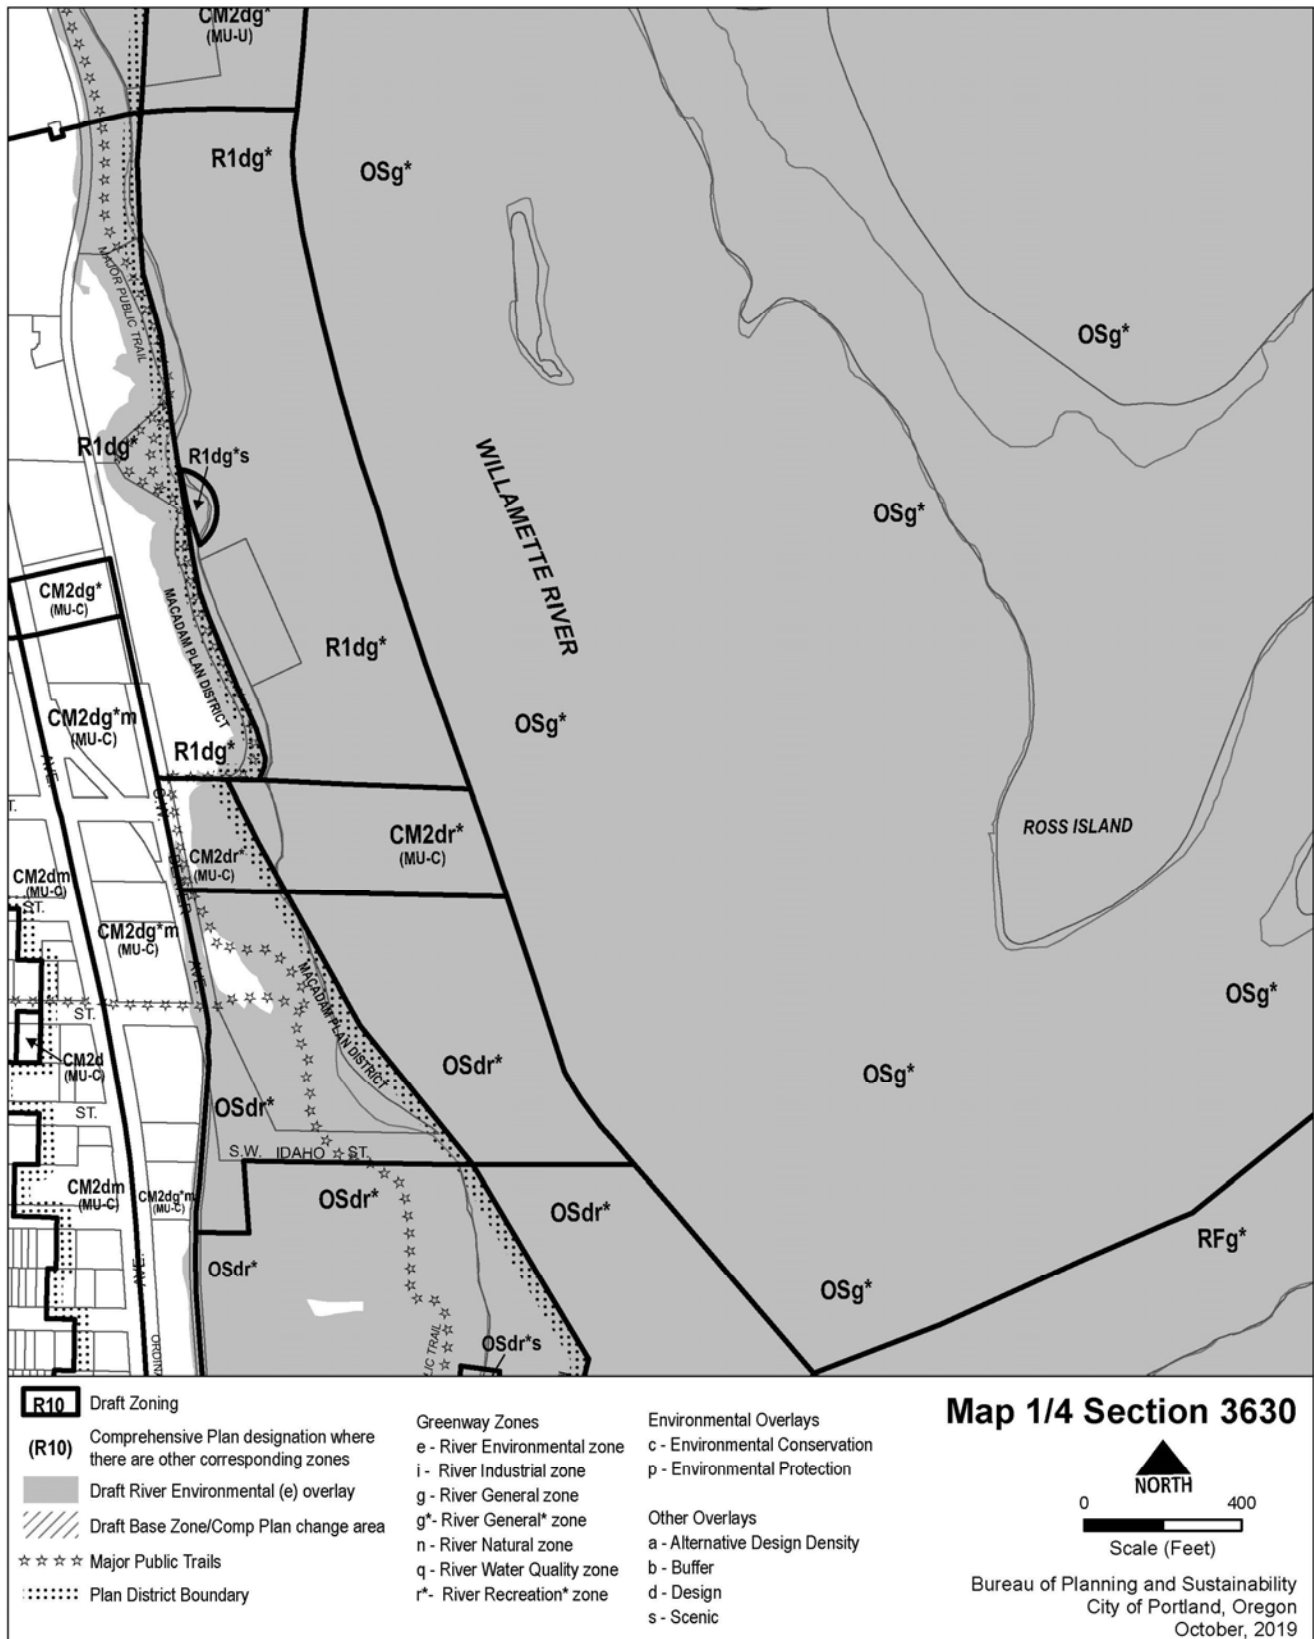 CM2dg*
(MU-U)
R1dg*
OSg*
MAJOR PUBLIC TRAIL
OSg*
R1dg*
R1dg*s
WILLAMETTE RIVER
OSg*
CM2dg*
(MU-C)
MACADAM PLAN DISTRICT
R1dg*
CM2dg*m
(MU-C)
OSg*
R1dg*
AVE.
T.
S.W.
CM2dr*
(MU-C)
ROSS ISLAND
CM2dr*
(MU-C)
CM2dm
(MU-C)
ST.
CM2dg*m
(MU-C)
AVE.
MACADAM PLAN DISTRICT
OSg*
ST.
CM2d
(MU-C)
OSdr*
OSg*
ST.
OSdr*
S.W. IDAHO ST.
CM2dm
(MU-C)
CM2dg*m
(MU-C)
OSdr*
OSdr*
RFg*
AVE.
OSdr*
OSg*
ORDINA
LIC TRAIL
OSdr*s
R10 Draft Zoning
(R10) Comprehensive Plan designation where
there are other corresponding zones
Draft River Environmental (e) overlay
Draft Base Zone/Comp Plan change area
Major Public Trails
Plan District Boundary
Greenway Zones
e - River Environmental zone
i - River Industrial zone
g - River General zone
g*- River General* zone
n - River Natural zone
q - River Water Quality zone
r*- River Recreation* zone
Environmental Overlays
c - Environmental Conservation
p - Environmental Protection
Other Overlays
a - Alternative Design Density
b - Buffer
d - Design
s - Scenic
Map 1/4 Section 3630
NORTH
0 400
Scale (Feet)
Bureau of Planning and Sustainability
City of Portland, Oregon
October, 2019